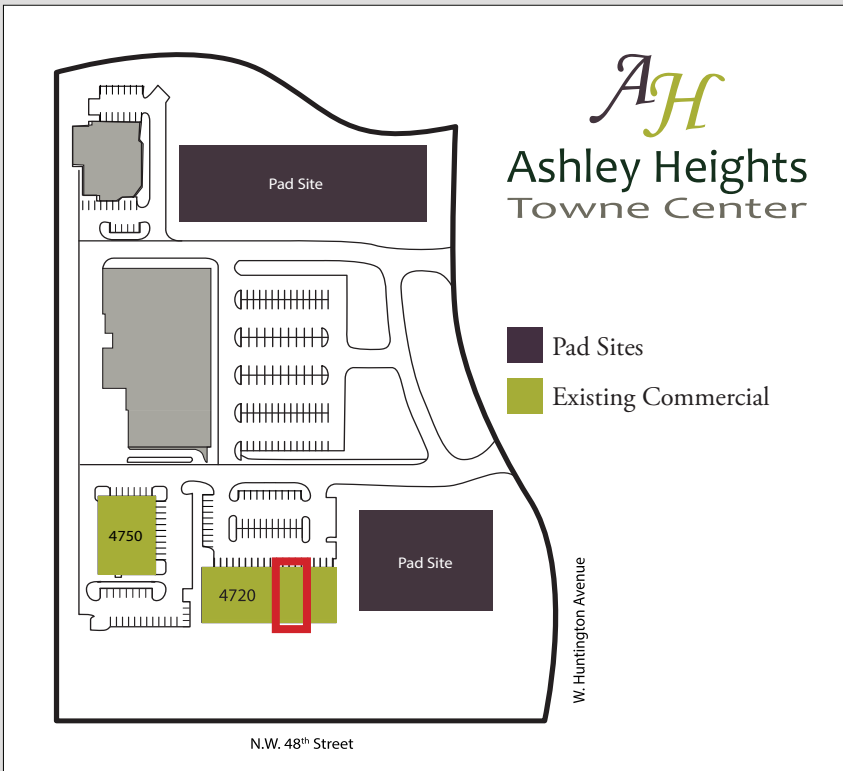 AH
Ashley Heights
Towne Center
Pad Site
Pad Sites
Existing Commercial
4750
4720
Pad Site
W. Huntington Avenue
N.W. 48th Street